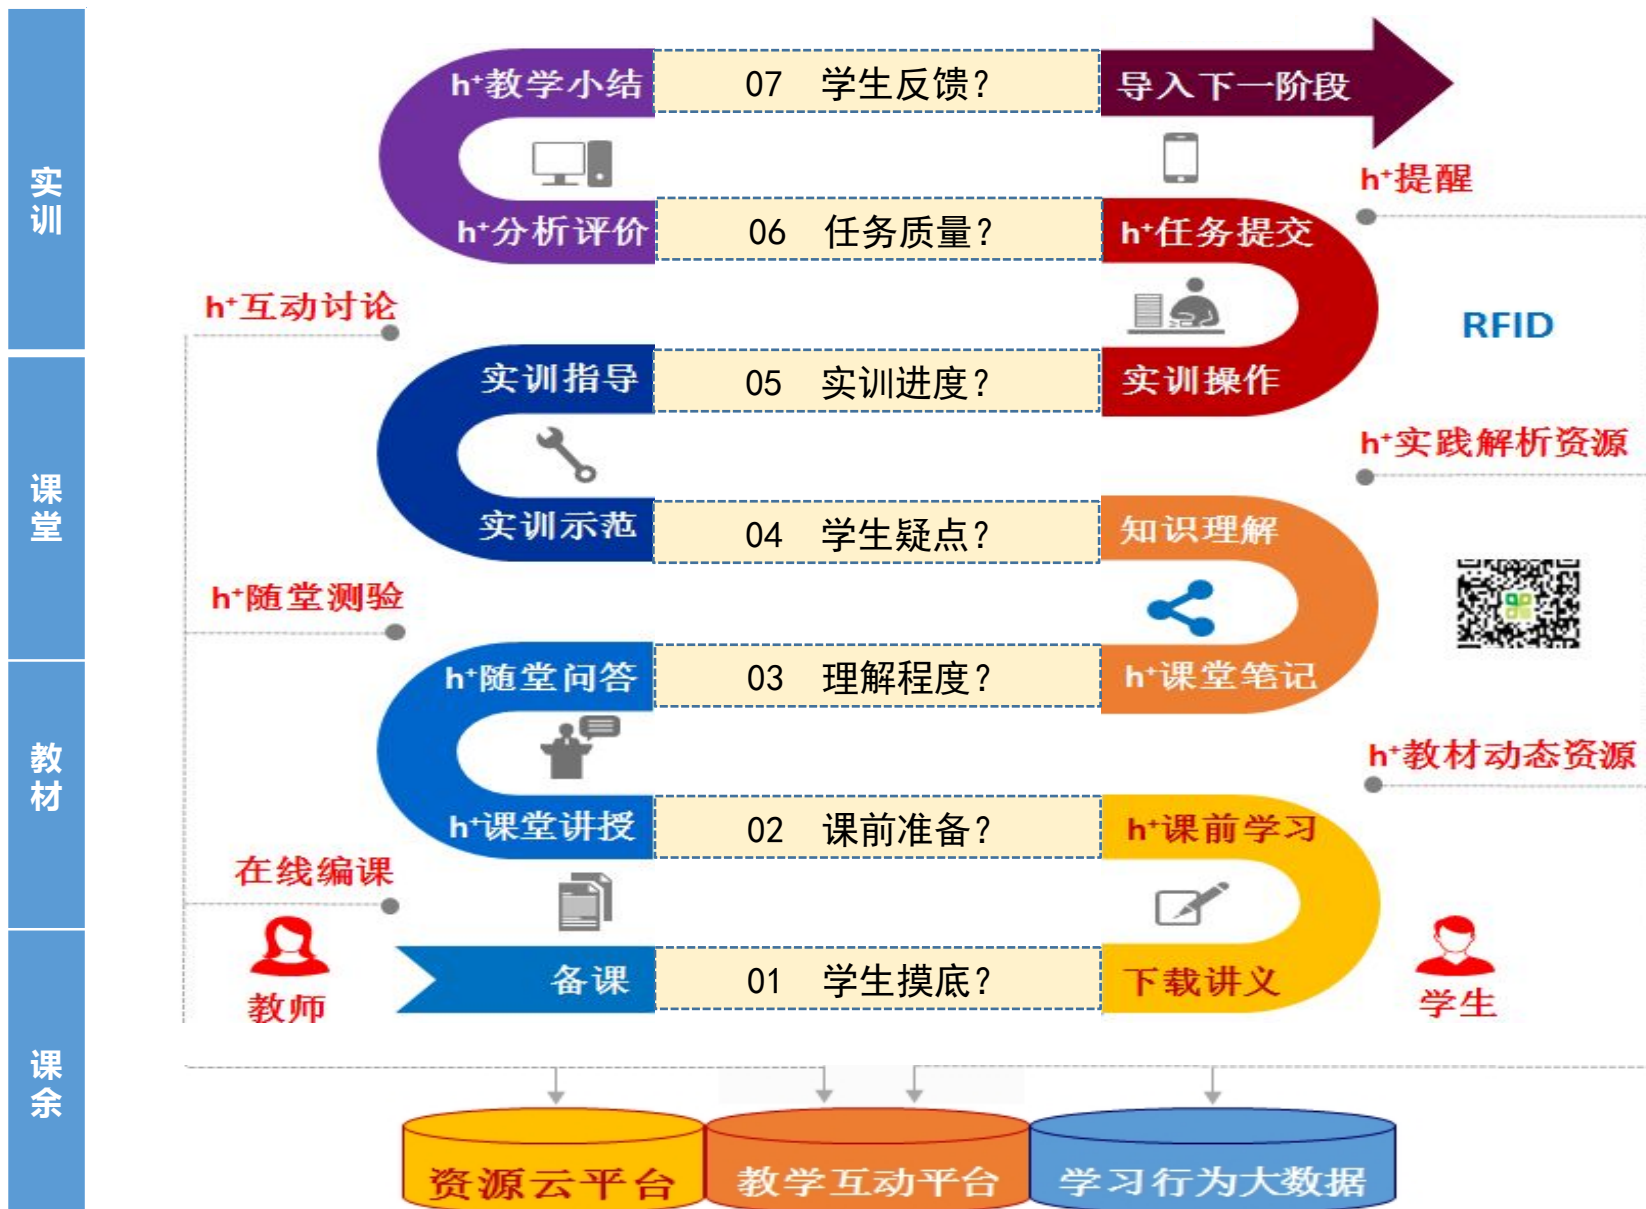 h⁺教学小结
07 学生反馈？
导入下一阶段
实训
h⁺提醒
h⁺分析评价
06 任务质量？
h⁺任务提交
h⁺互动讨论
RFID
实训指导
05 实训进度？
实训操作
h⁺实践解析资源
课堂
实训示范
04 学生疑点？
知识理解
h⁺随堂测验
h⁺随堂问答
03 理解程度？
h⁺课堂笔记
教材
h⁺教材动态资源
h⁺课堂讲授
02 课前准备？
h⁺课前学习
在线编课
备课
01 学生摸底？
下载讲义
教师
学生
课余
资源云平台
教学互动平台
学习行为大数据